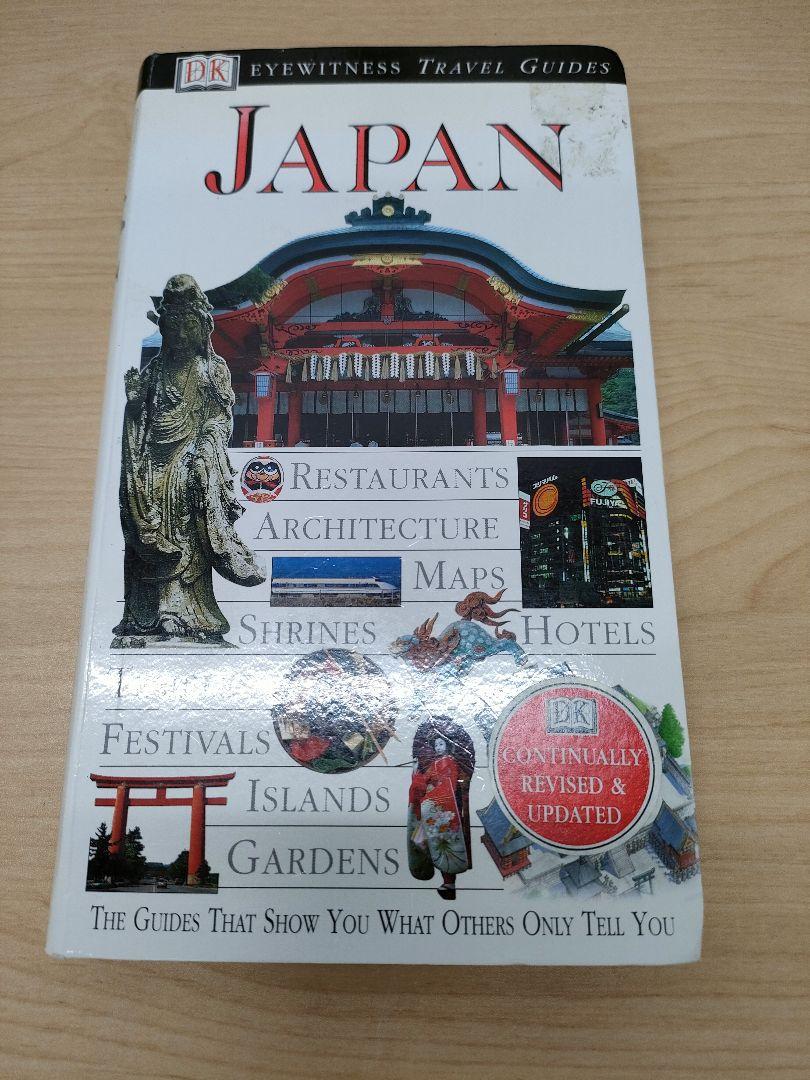 DK EYEWITNESS TRAVEL GUIDES
JAPAN
RESTAURANTS
ARCHITECTURE
FUJIYA
MAPS
SHRINES
HOTELS
FESTIVALS
ISLANDS
GARDENS
DK
CONTINUALLY
REVISED &
UPDATED
THE GUIDES THAT SHOW YOU WHAT OTHERS ONLY TELL YOU